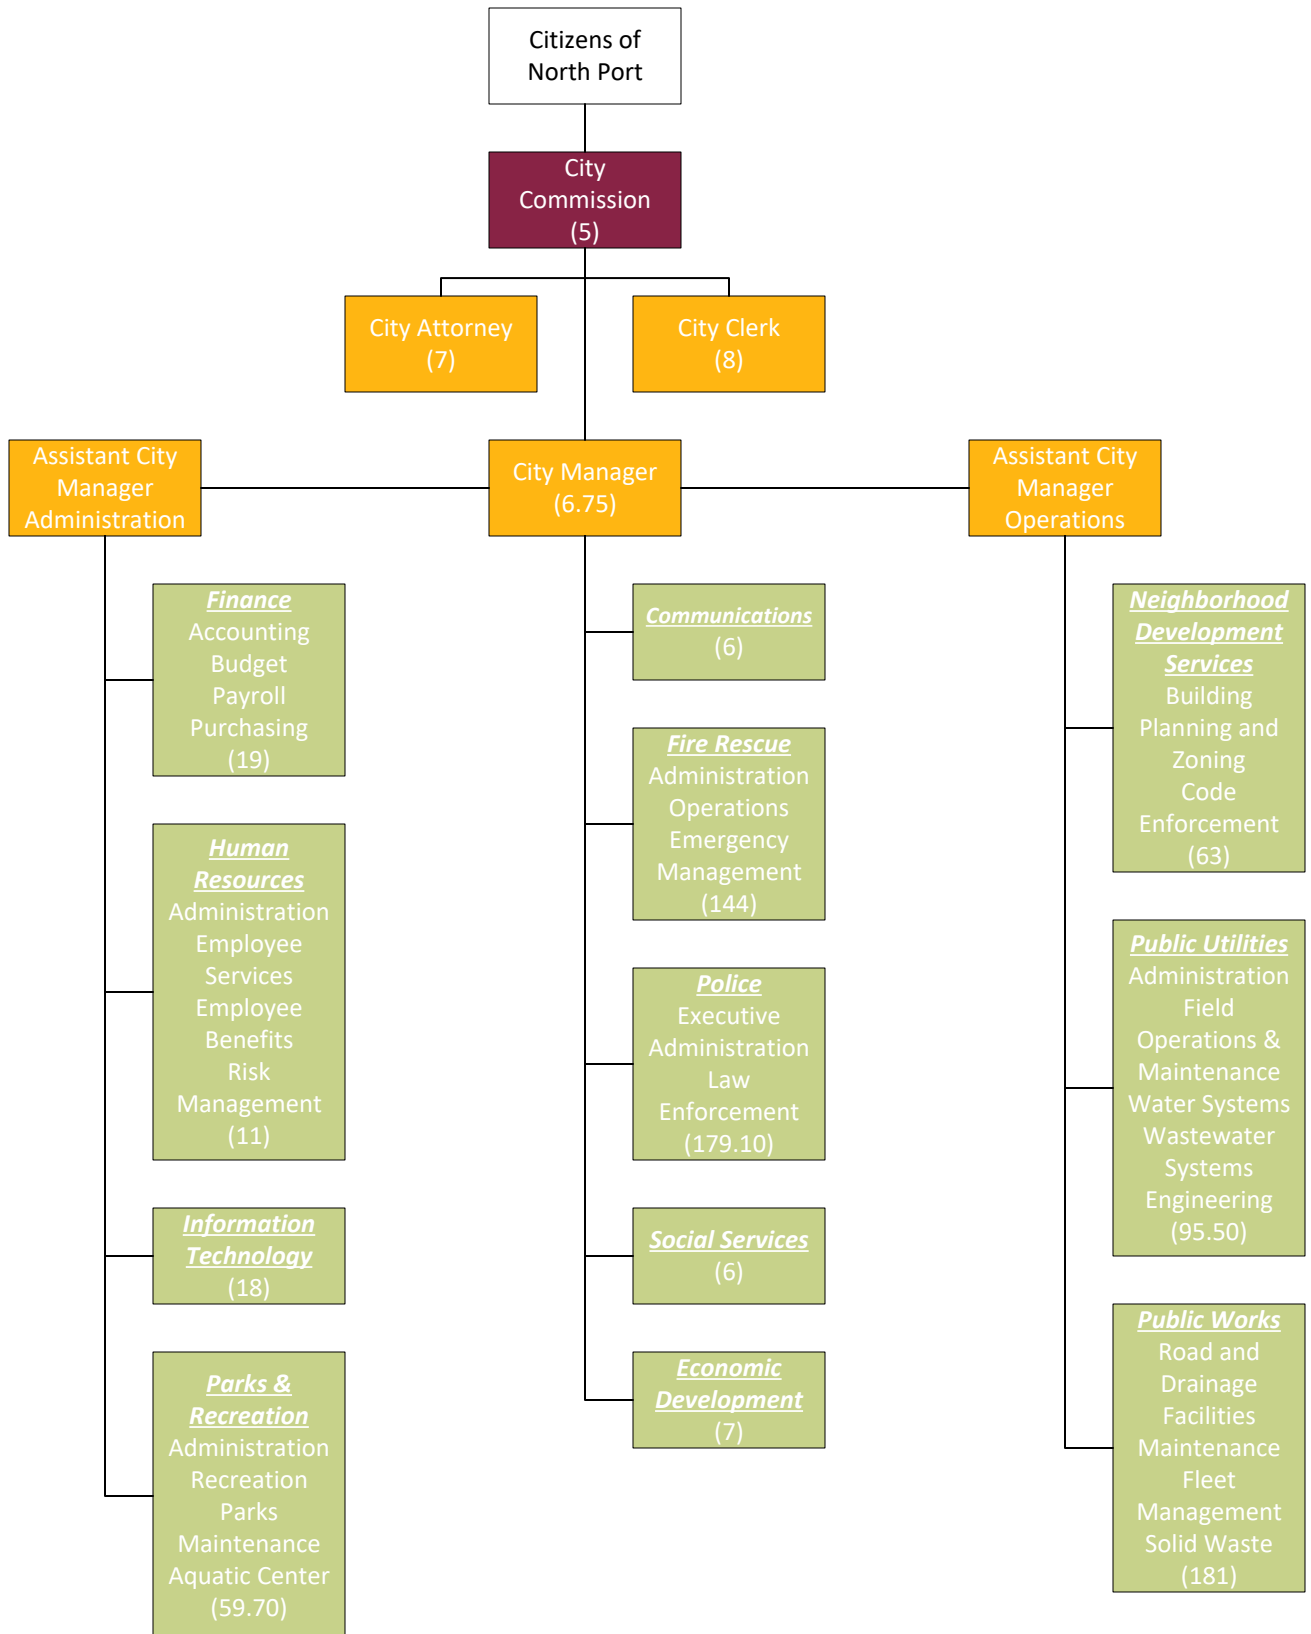 Citizens of
North Port
City
Commission
(5)
City Attorney
(7)
City Clerk
(8)
Assistant City
Manager
Administration
City Manager
(6.75)
Assistant City
Manager
Operations
Finance
Accounting
Budget
Payroll
Purchasing
(19)
Human
Resources
Administration
Employee
Services
Employee
Benefits
Risk
Management
(11)
Information
Technology
(18)
Parks &
Recreation
Administration
Recreation
Parks
Maintenance
Aquatic Center
(59.70)
Communications
(6)
Fire Rescue
Administration
Operations
Emergency
Management
(144)
Police
Executive
Administration
Law
Enforcement
(179.10)
Social Services
(6)
Economic
Development
(7)
Neighborhood
Development
Services
Building
Planning and
Zoning
Code
Enforcement
(63)
Public Utilities
Administration
Field
Operations &
Maintenance
Water Systems
Wastewater
Systems
Engineering
(95.50)
Public Works
Road and
Drainage
Facilities
Maintenance
Fleet
Management
Solid Waste
(181)